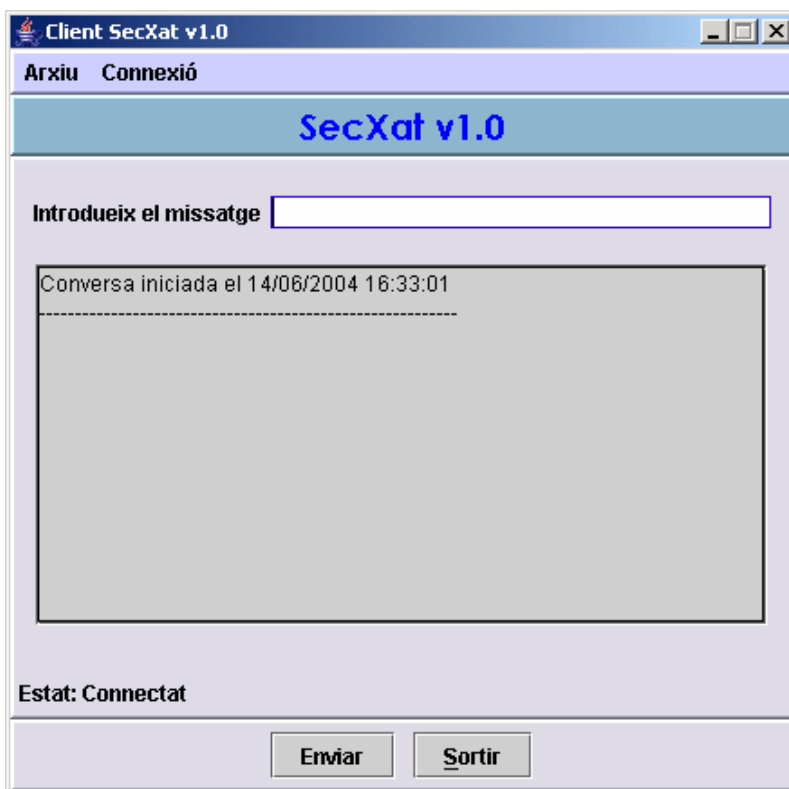 Client SecXat v1.0
Arxiu Connexió
SecXat v1.0
Introdueix el missatge
Conversa iniciada el 14/06/2004 16:33:01
----------------------------------------------------------
Estat: Connectat
Enviar Sortir